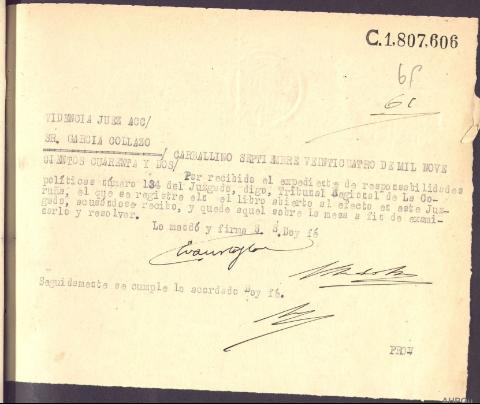 C.1,807,606
65
61
VIDENCIA JUEZ ACC/
SR. GARCIA COLLAZO
/ CARBALLINO SEPTIEMBRE VEINTICUATRO DE MIL NOVE
CIENTOS CUARENTA Y DOS/
Por recibido el expediente de responsabilidades
politicas número 134 del Juzgado, digo, Tribunal Regional de La Co-
ruña, el que se registre en el libro abierto al efecto en este Juz-
gado, acusándose recibo, y quede aquel sobre la mesa a fin de exami-
narlo y resolver.
Lo mandó y firma S. S Doy fé
Seguidamente se cumple lo acordado Doy fé.
PROV